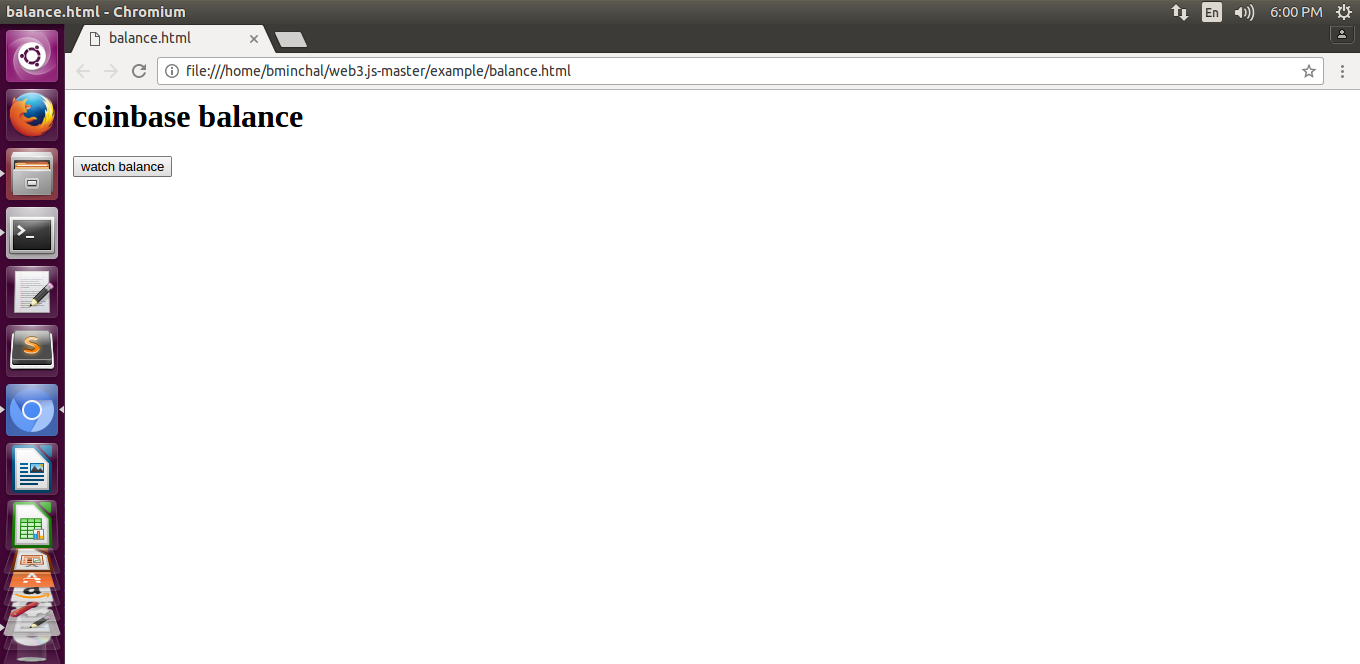 balance.html - Chromium
En
6:00 PM
balance.html
file:///home/bminchal/web3.js-master/example/balance.html
coinbase balance
watch balance